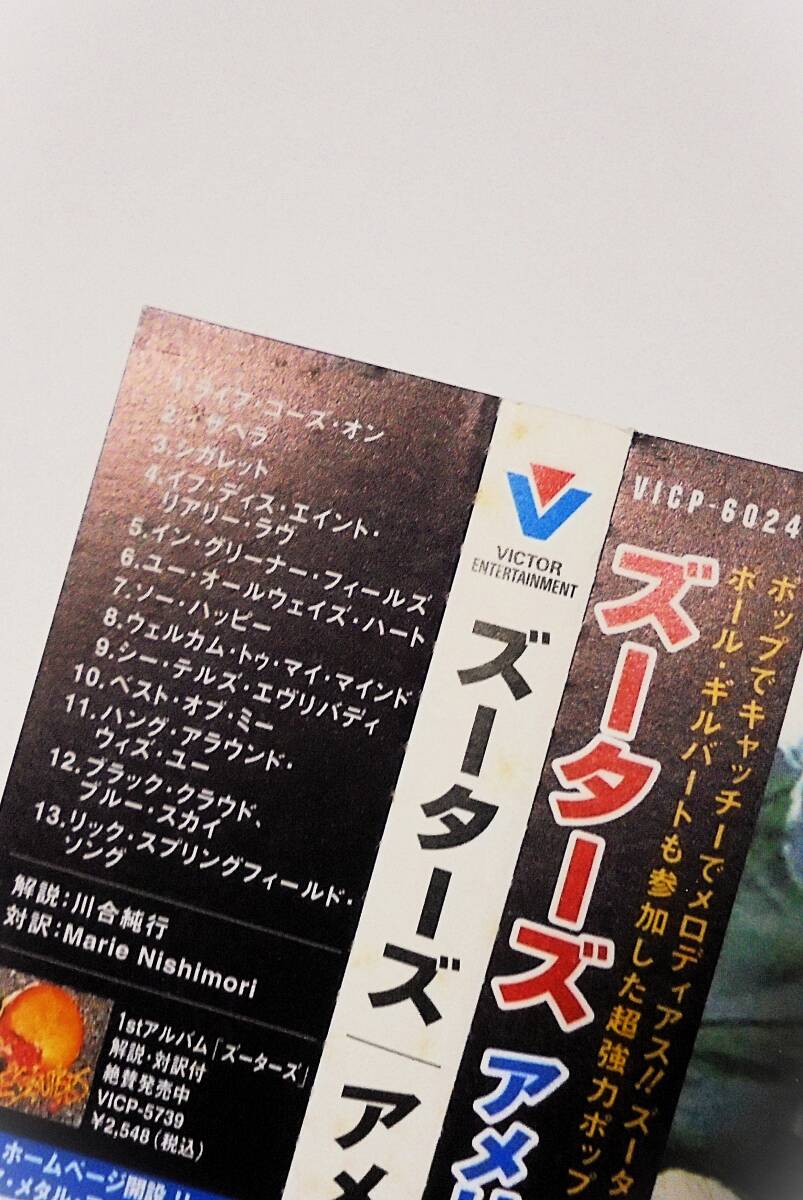 1.ライフ・ゴーズ・オン
2.イザベラ
3.シガレット
4.イフ・ディス・エイント・
リアリー・ラヴ
5.イン・グリーナー・フィールズ
6.ユー・オールウェイズ・ハート
7.ソー・ハッピー
8.ウェルカム・トゥ・マイ・マインド
9.シー・テルズ・エヴリバディ
10.ベスト・オブ・ミー
11.ハング・アラウンド・
ウィズ・ユー
12.ブラック・クラウド、
ブルー・スカイ
13.リック・スプリングフィールド・
ソング
解説:川合純行
対訳:Marie Nishimori
1stアルバム「ズーターズ」
解説・対訳付
絶賛発売中
VICP-5739
¥2,548(税込)
ホームページ開設!!
メタル
VICTOR
ENTERTAINMENT
ズーターズ│アメ
VICP-6024
ズーターズ アメリ
ポップでキャッチーでメロディアス!!ズータ
ポール・ギルバートも参加した超強力ポップ